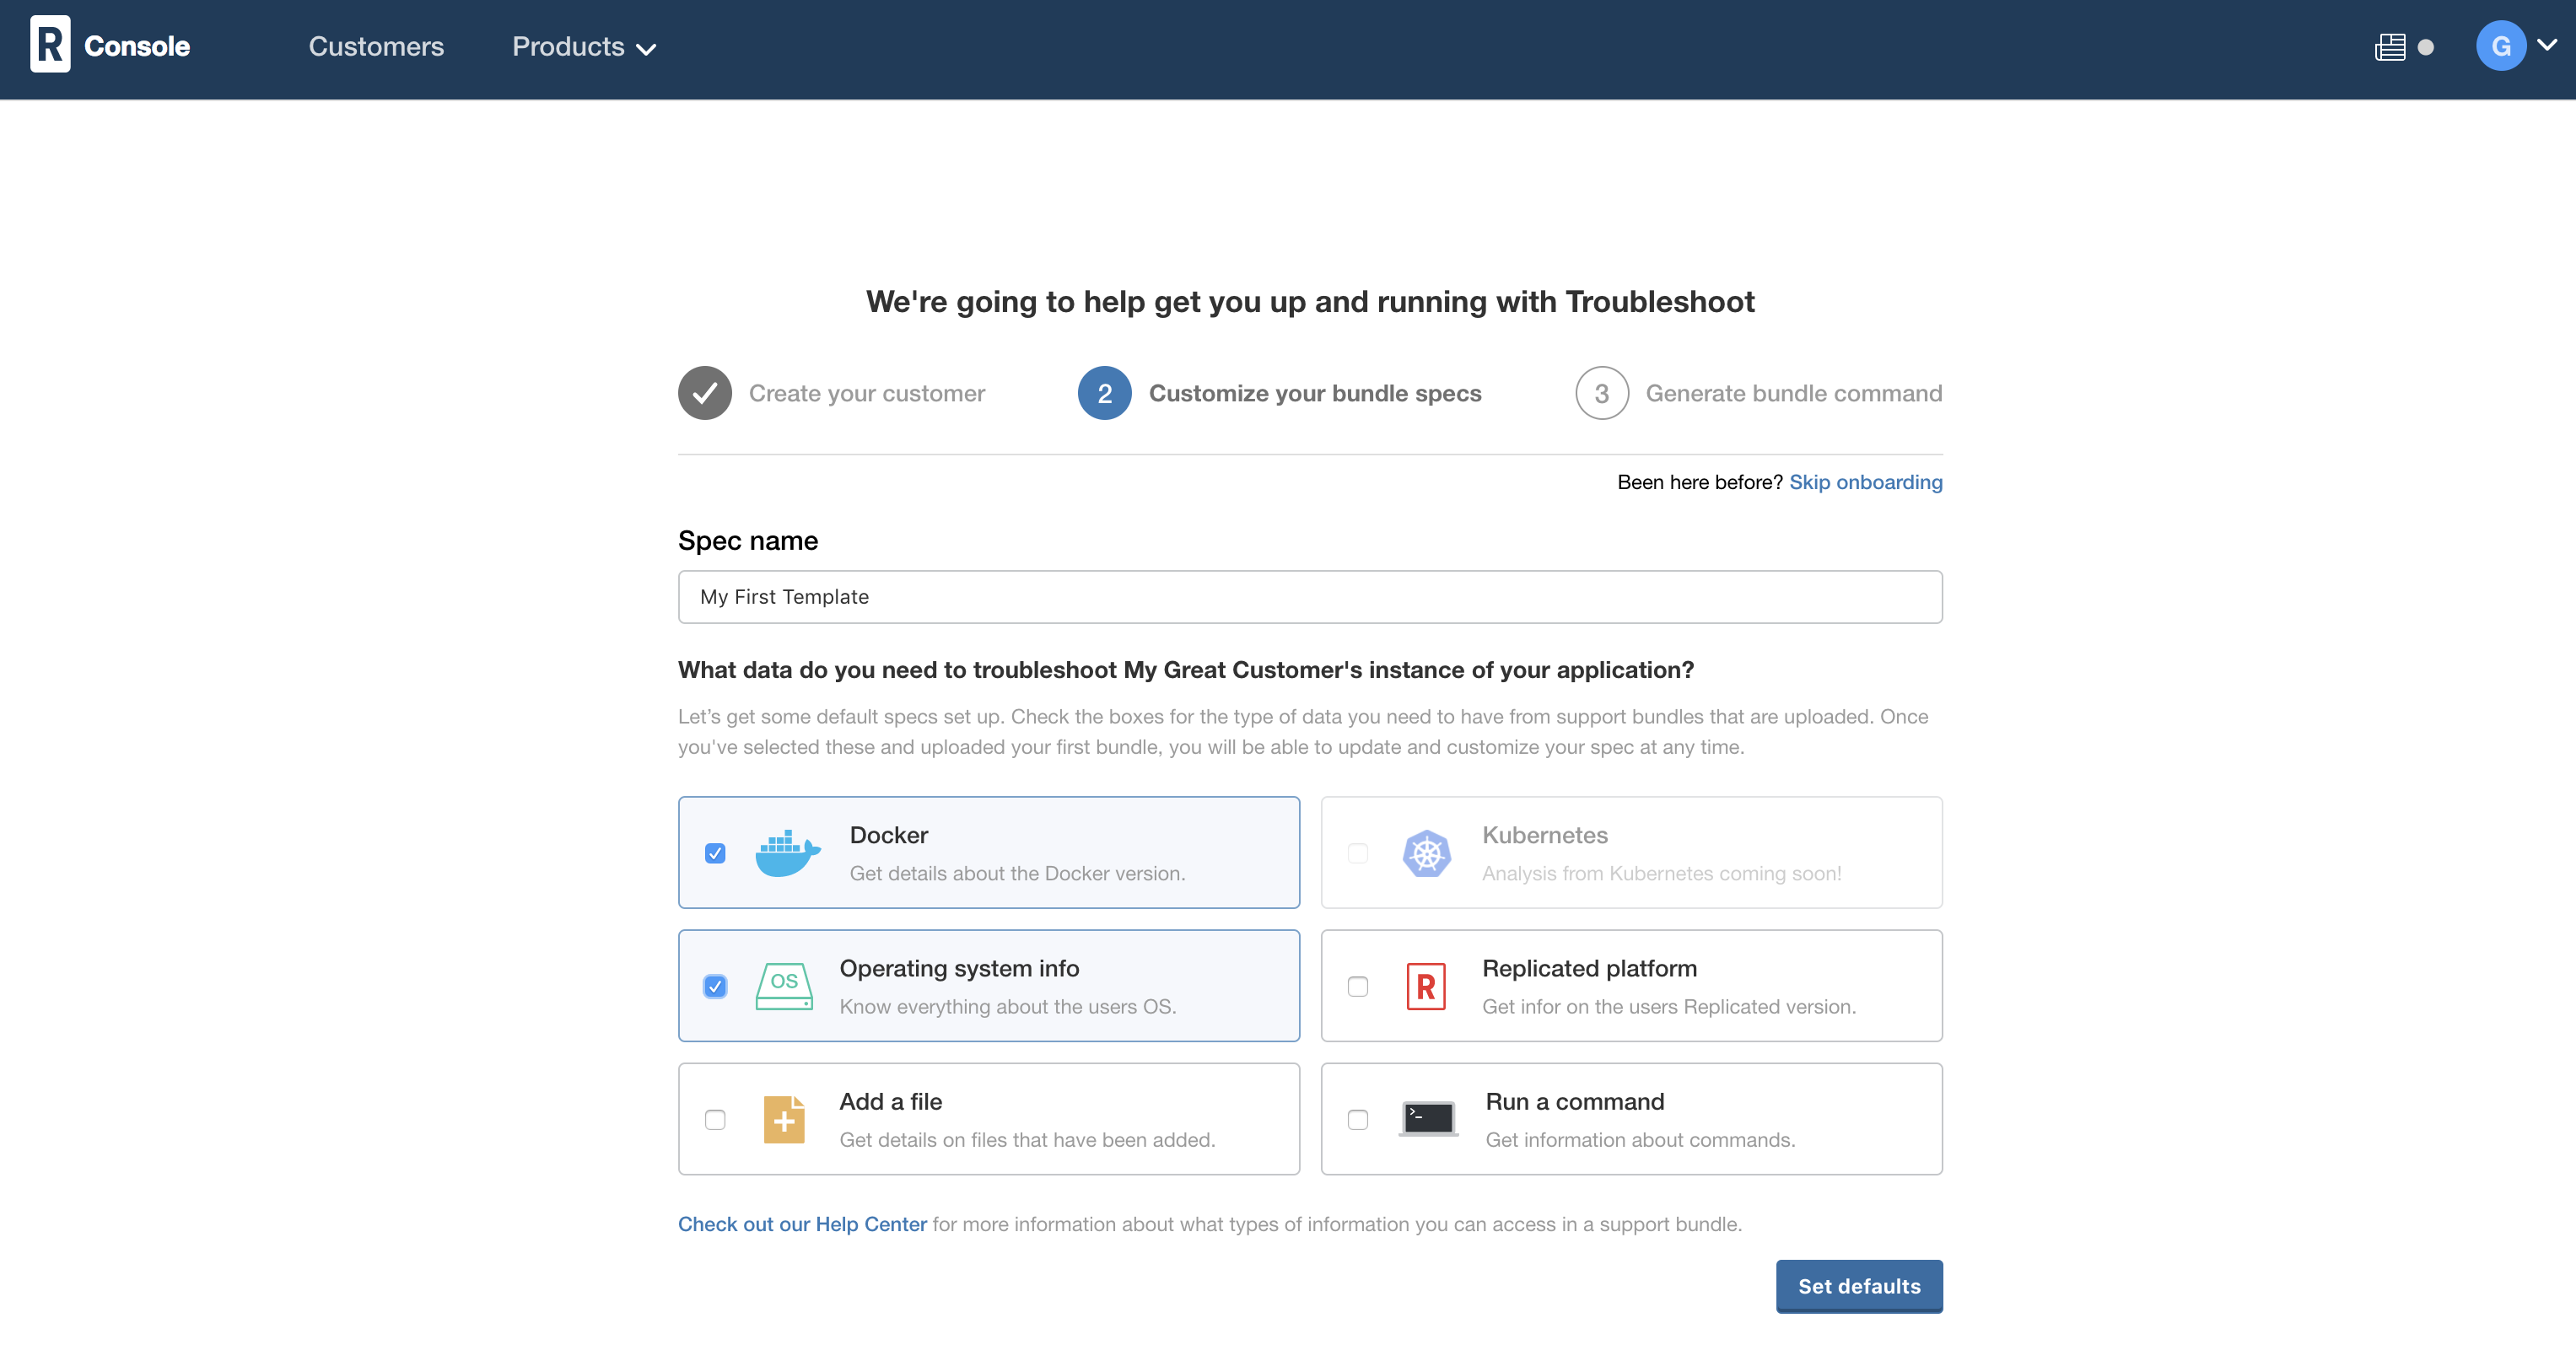 R Console Customers Products G
We're going to help get you up and running with Troubleshoot
Create your customer 2 Customize your bundle specs 3 Generate bundle command
Been here before? Skip onboarding
Spec name
My First Template
What data do you need to troubleshoot My Great Customer's instance of your application?
Let’s get some default specs set up. Check the boxes for the type of data you need to have from support bundles that are uploaded. Once
you've selected these and uploaded your first bundle, you will be able to update and customize your spec at any time.
Docker
Get details about the Docker version.
Kubernetes
Analysis from Kubernetes coming soon!
OS
Operating system info
Know everything about the users OS.
R
Replicated platform
Get infor on the users Replicated version.
Add a file
Get details on files that have been added.
>_
Run a command
Get information about commands.
Check out our Help Center for more information about what types of information you can access in a support bundle.
Set defaults